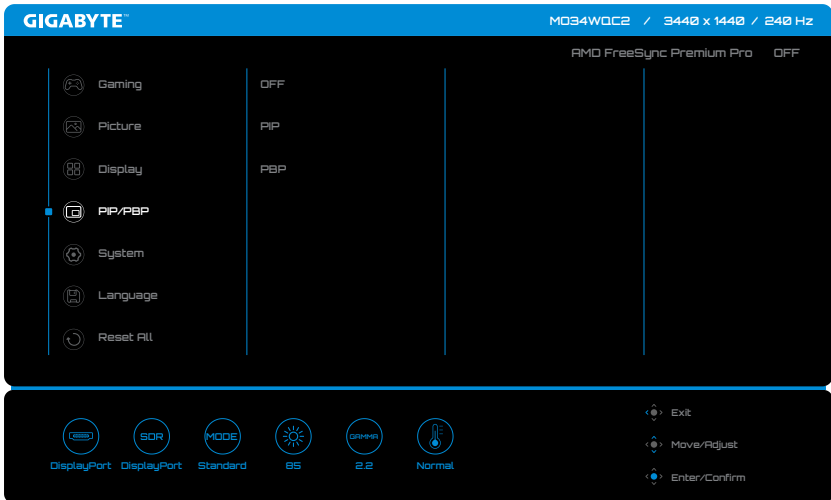 GIGABYTE™
MO34WQC2 / 3440 x 1440 / 240 Hz
AMD FreeSync Premium Pro OFF
Gaming
OFF
Picture
PIP
Display
PBP
PIP/PBP
System
Language
Reset All
SDR
MODE
GAMMA
DisplayPort
DisplayPort
Standard
85
2.2
Normal
Exit
Move/Adjust
Enter/Confirm